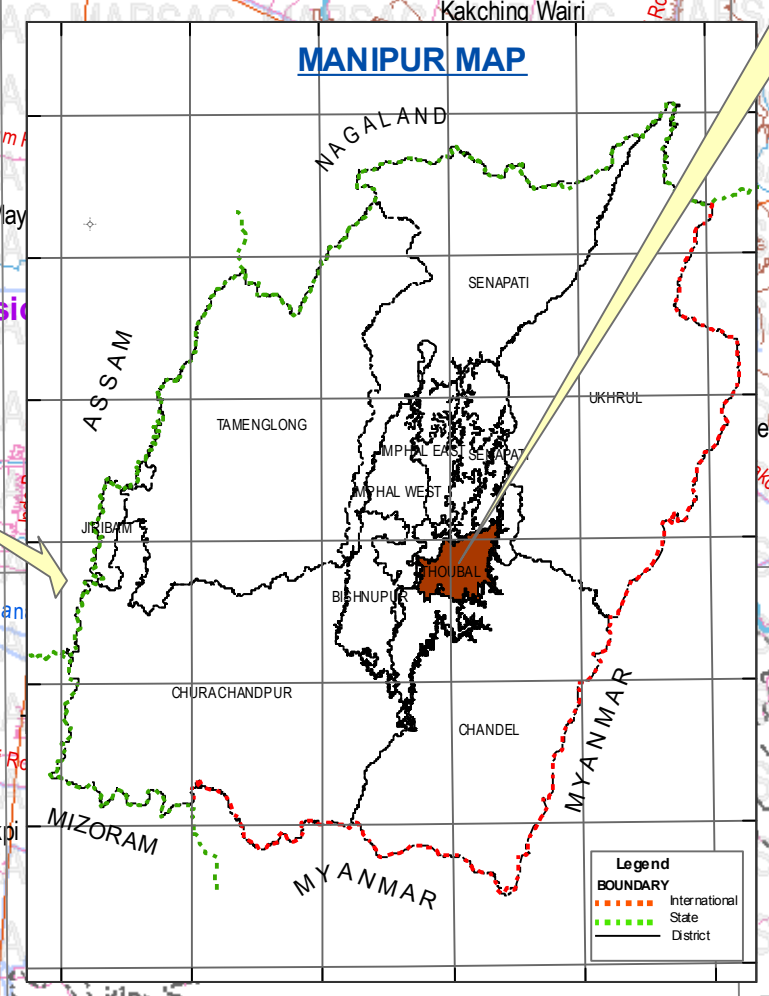 Kakching Wairi
MANIPUR MAP
NAGALAND
SENAPATI
ASSAM
UKHRUL
TAMENGLONG
IMPHAL EAST
SENAPATI
IMPHAL WEST
JIRIBAM
THOUBAL
BISHNUPUR
CHURACHANDPUR
CHANDEL
MYANMAR
MIZORAM
MYANMAR
Legend
BOUNDARY
International
State
District